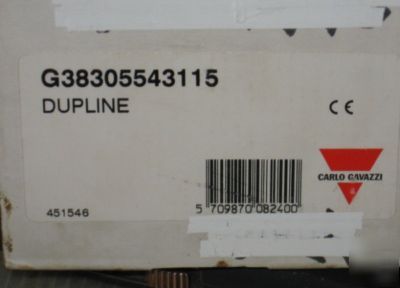 G38305543115
DUPLINE
CE
CARLO GAVAZZI
451546
5 709870 082400